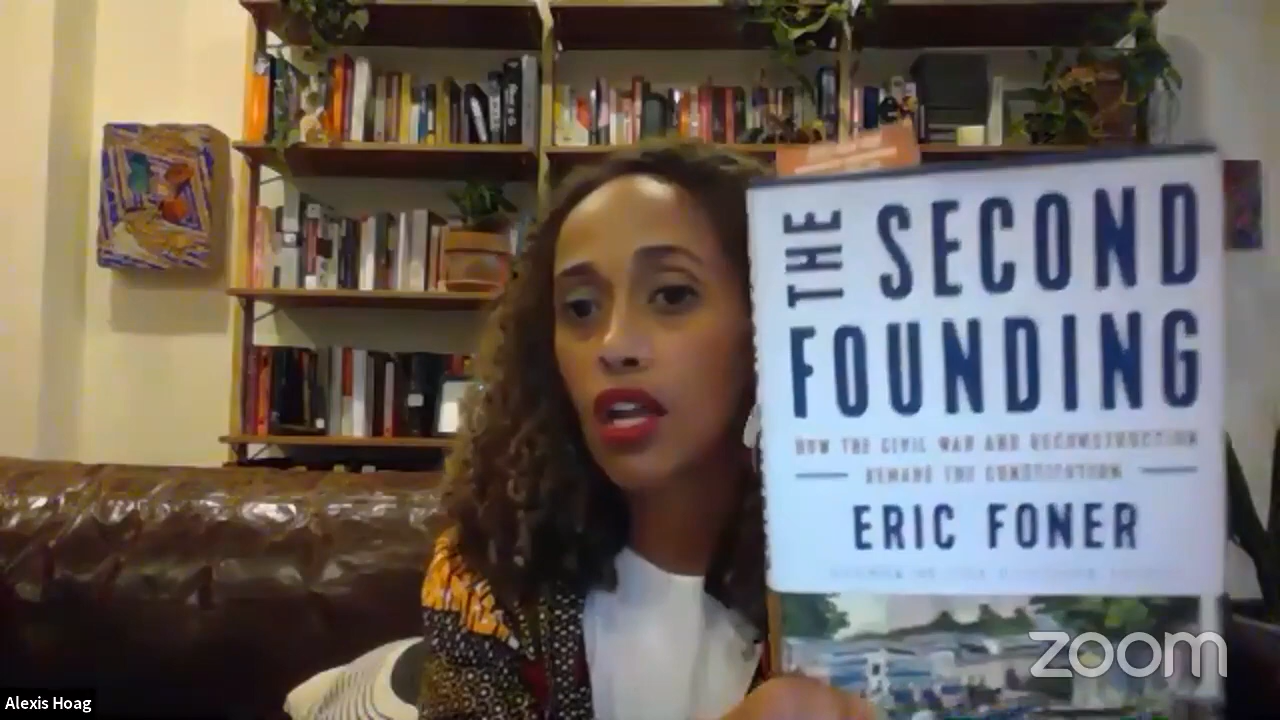 THE SECOND
FOUNDING
HOW THE CIVIL WAR AND RECONSTRUCTION
REMADE THE CONSTITUTION
ERIC FONER
zoom
Alexis Hoag